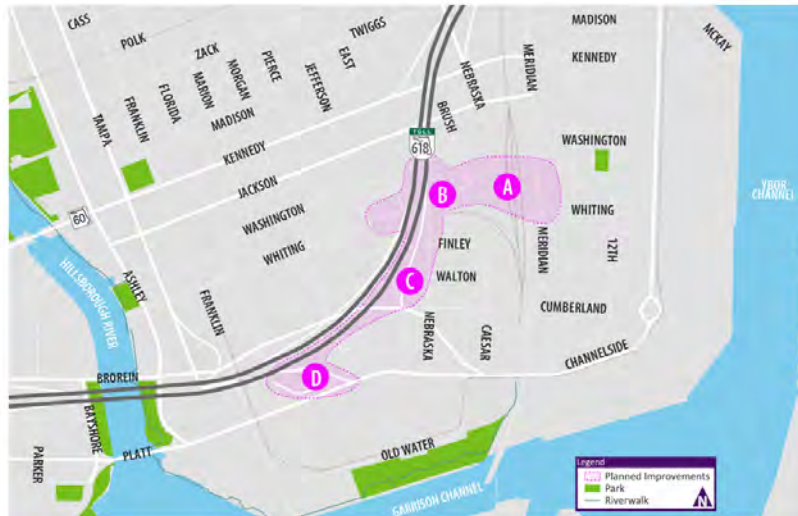 CASS
POLK
ZACK
MARION
MORGAN
PIERCE
JEFFERSON
EAST
TWIGGS
TAMPA
FRANKLIN
FLORIDA
MADISON
KENNEDY
JACKSON
WASHINGTON
WHITING
NEBRASKA
BRUSH
MERIDIAN
MADISON
KENNEDY
MCKAY
TOLL
618
WASHINGTON
A
B
WHITING
YBOR
CHANNEL
60
FINLEY
WALTON
MERIDIAN
12TH
C
HILLSBOROUGH RIVER
ASHLEY
FRANKLIN
NEBRASKA
CAESAR
CUMBERLAND
CHANNELSIDE
D
BROREIN
BAYSHORE
PLATT
PARKER
OLD WATER
GARRISON CHANNEL
Legend
Planned Improvements
Park
Riverwalk
N